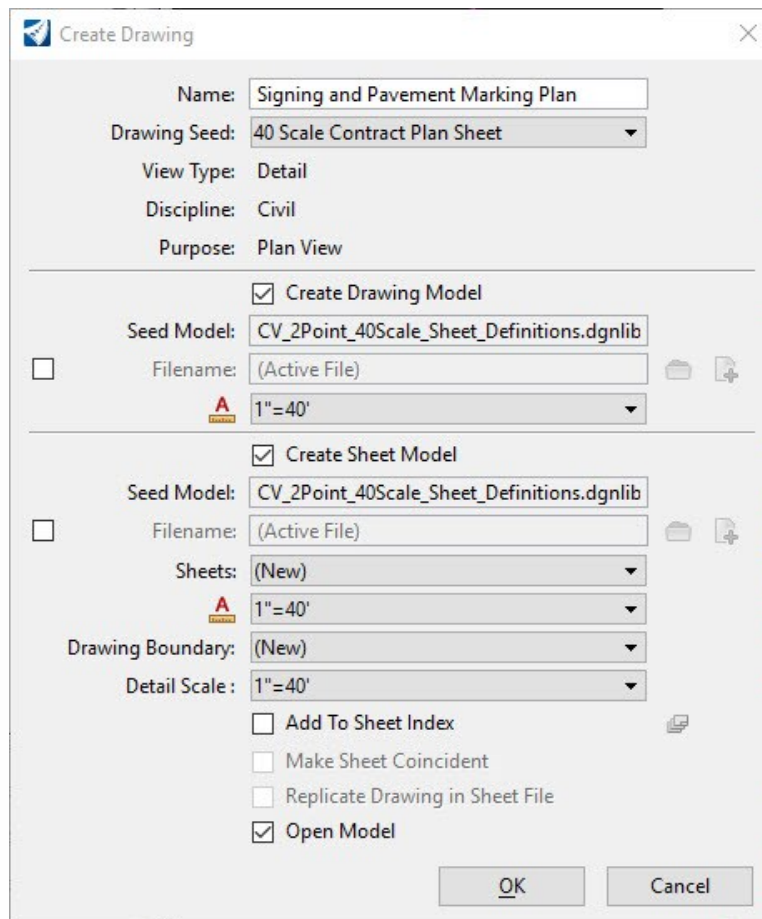 Create Drawing
Name: Signing and Pavement Marking Plan
Drawing Seed: 40 Scale Contract Plan Sheet
View Type: Detail
Discipline: Civil
Purpose: Plan View
Create Drawing Model
Seed Model: CV_2Point_40Scale_Sheet_Definitions.dgnlib
Filename: (Active File)
A 1"=40'
Create Sheet Model
Seed Model: CV_2Point_40Scale_Sheet_Definitions.dgnlib
Filename: (Active File)
Sheets: (New)
A 1"=40'
Drawing Boundary: (New)
Detail Scale : 1"=40'
Add To Sheet Index
Make Sheet Coincident
Replicate Drawing in Sheet File
Open Model
OK Cancel